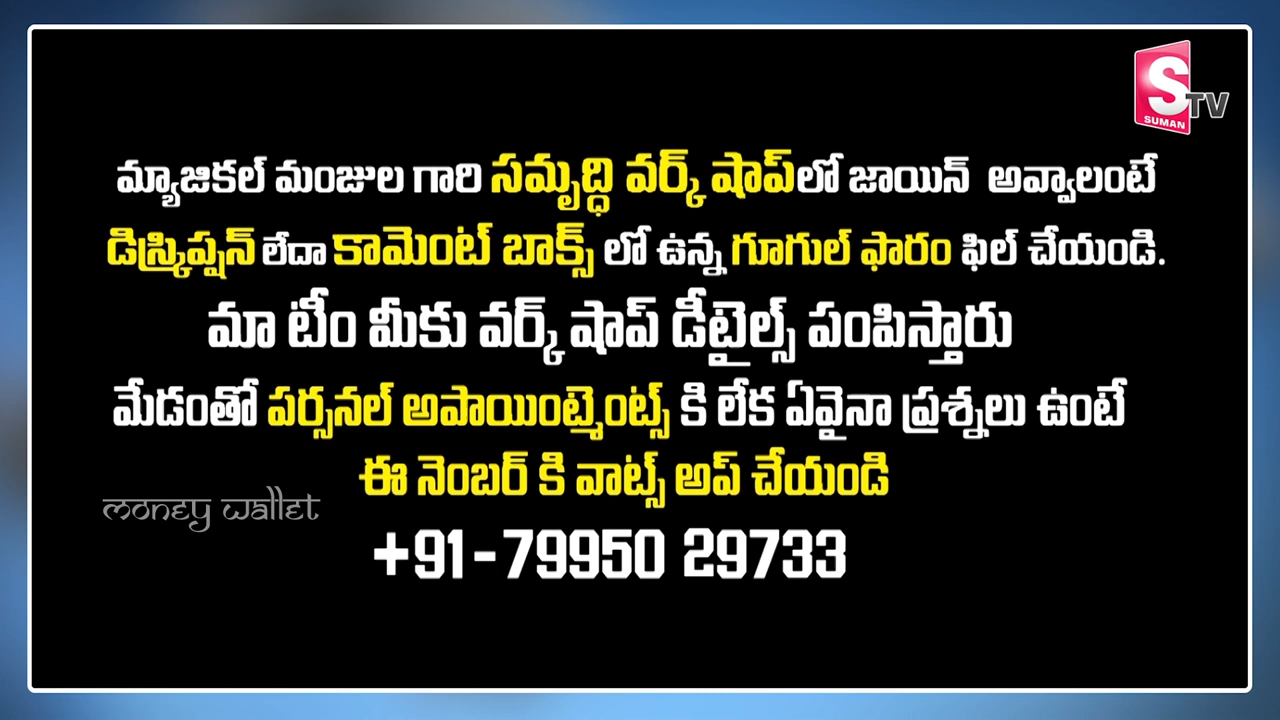 S TV
SUMAN
మ్యాజికల్ మంజుల గారి సమృద్ధి వర్క్ షాప్‌లో జాయిన్ అవ్వాలంటే
డిస్క్రిప్షన్ లేదా కామెంట్ బాక్స్ లో ఉన్న గూగుల్ ఫారం ఫిల్ చేయండి.
మా టీం మీకు వర్క్ షాప్ డీటైల్స్ పంపిస్తారు
మేడంతో పర్సనల్ అపాయింట్మెంట్స్ కి లేక ఏవైనా ప్రశ్నలు ఉంటే
ఈ నెంబర్ కి వాట్స్ అప్ చేయండి
money wallet
+91-79950 29733